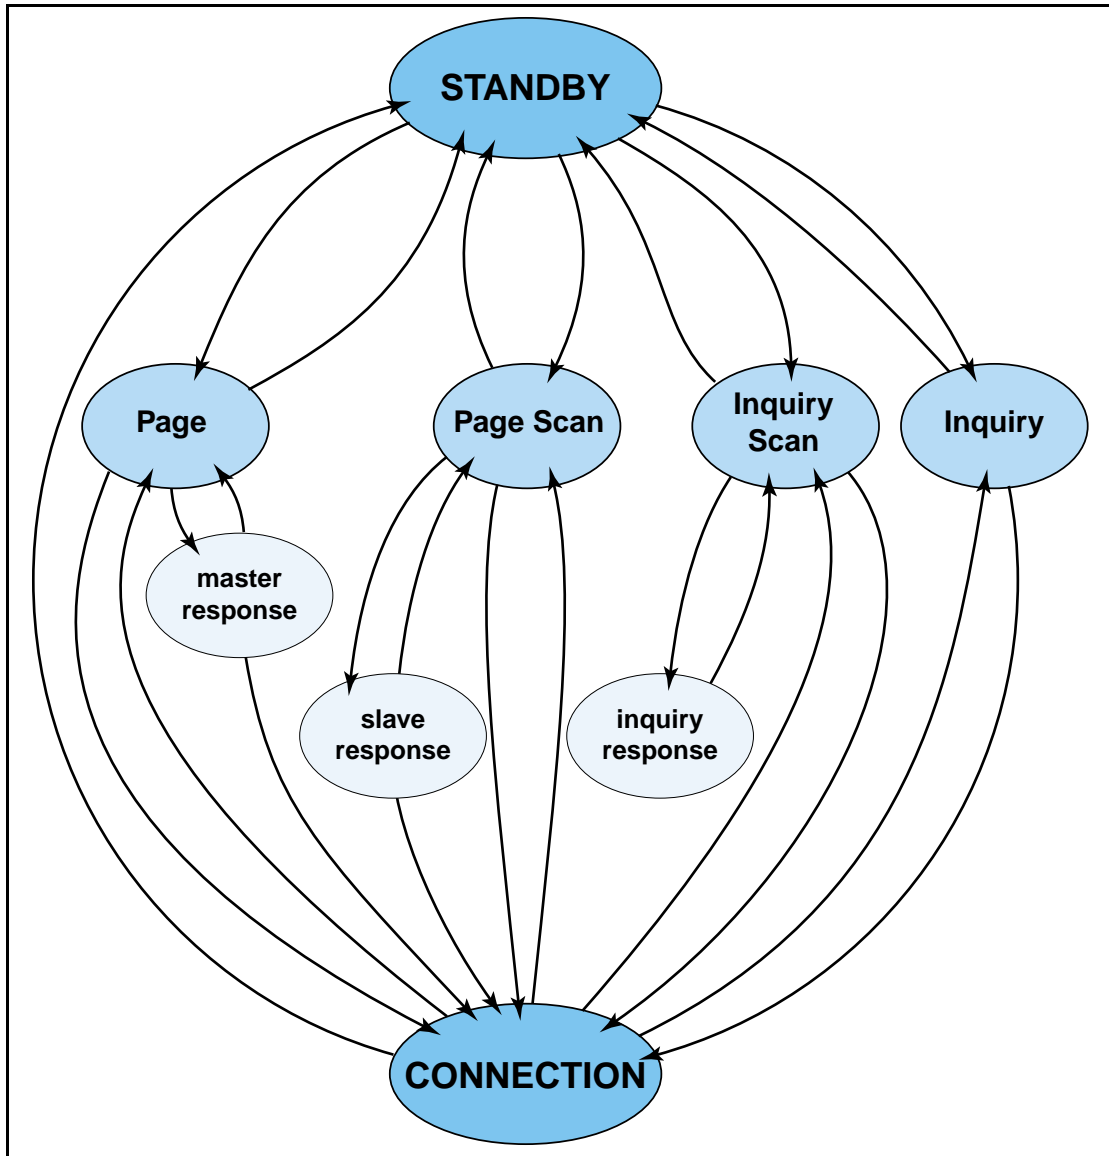 STANDBY
Page
Page Scan
Inquiry
Scan
Inquiry
master
response
slave
response
inquiry
response
CONNECTION